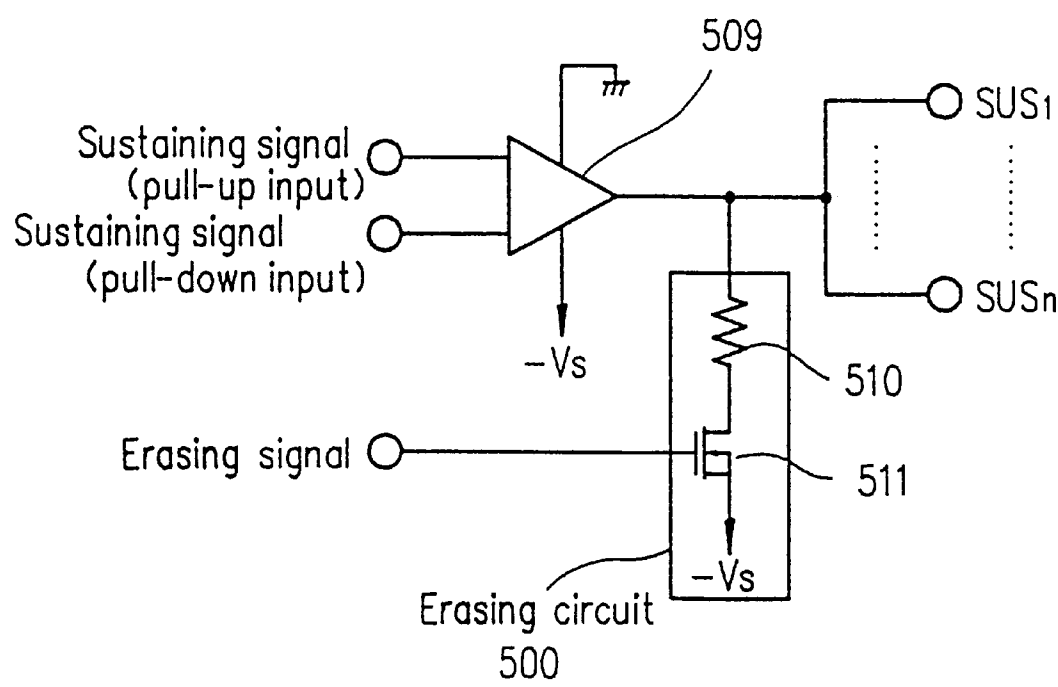 509
SUS1
Sustaining signal
(pull-up input)
Sustaining signal
(pull-down input)
SUSn
-Vs
510
Erasing signal
511
-Vs
Erasing circuit
500